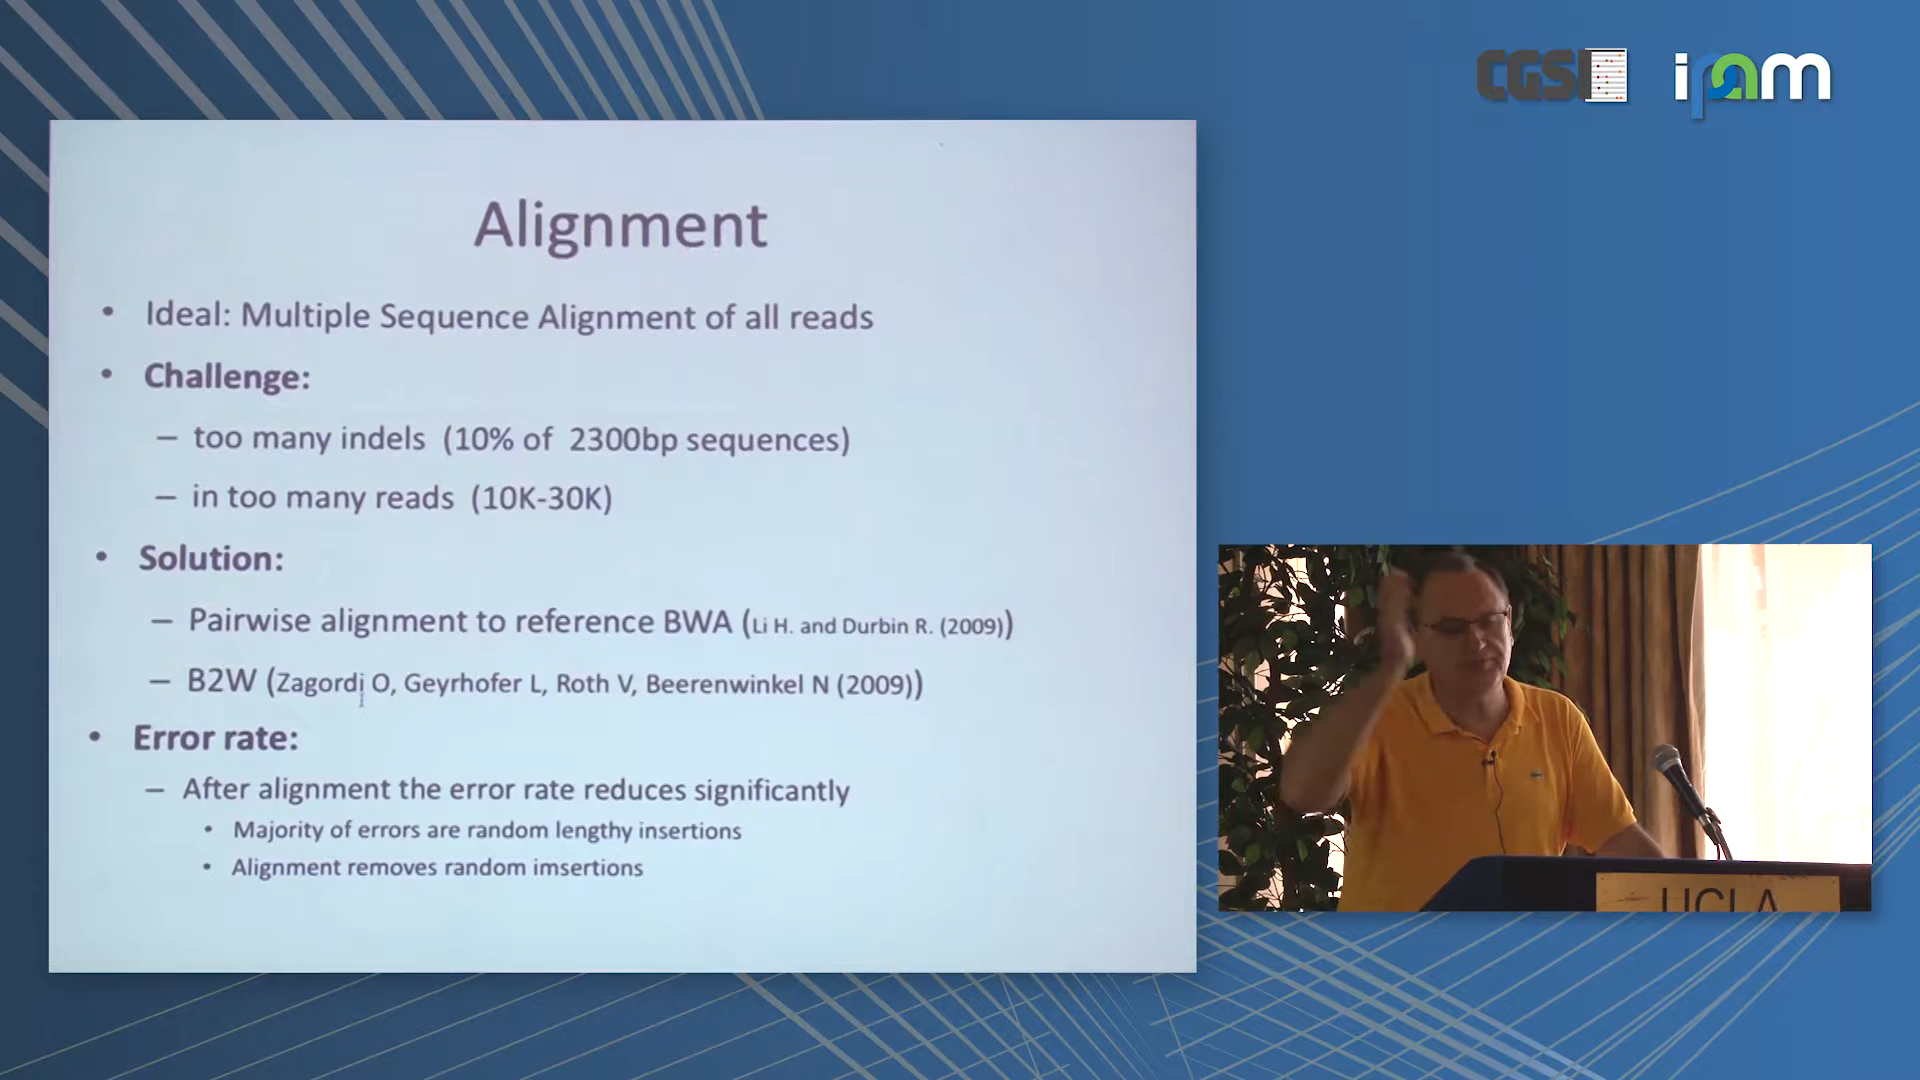 CGSI
ipam
Alignment
• Ideal: Multiple Sequence Alignment of all reads
• Challenge:
– too many indels (10% of 2300bp sequences)
– in too many reads (10K-30K)
• Solution:
– Pairwise alignment to reference BWA (Li H. and Durbin R. (2009))
– B2W (Zagordi O, Geyrhofer L, Roth V, Beerenwinkel N (2009))
• Error rate:
– After alignment the error rate reduces significantly
• Majority of errors are random lengthy insertions
• Alignment removes random imsertions
UCLA